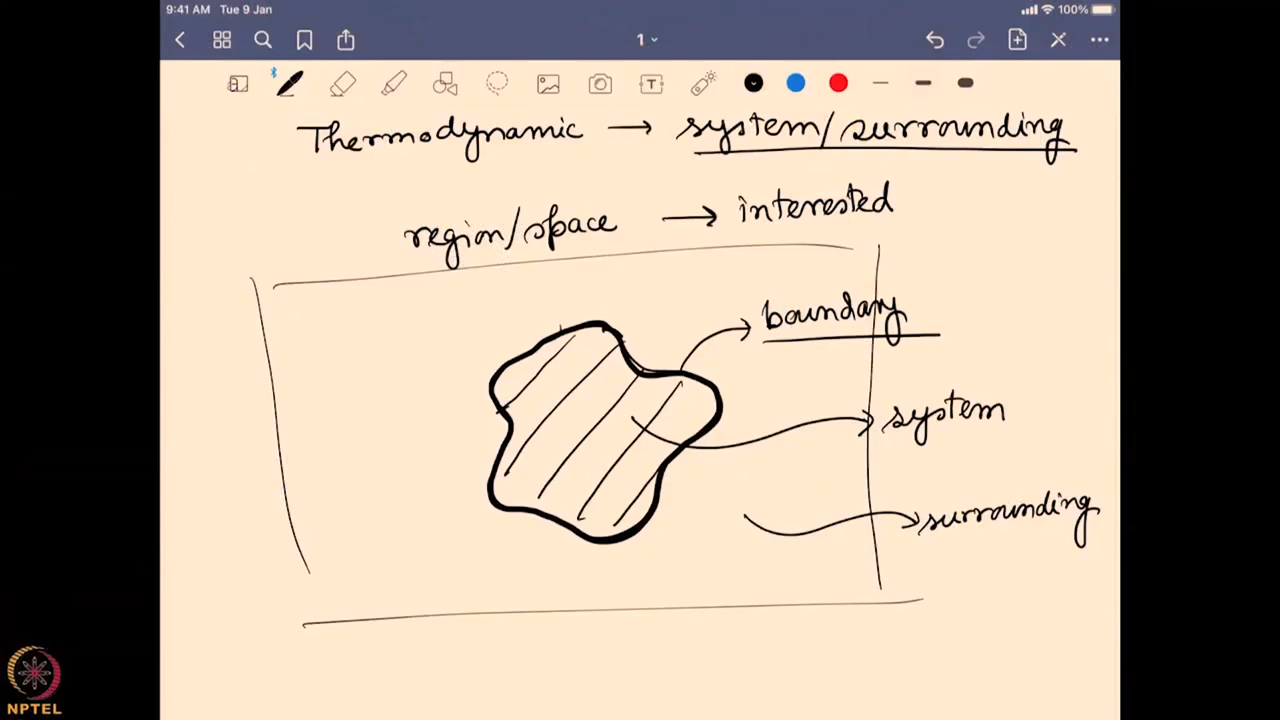 9:41 AM Tue 9 Jan
100%
1
T
Thermodynamic → system/surrounding
region/space → interested
boundary
system
surrounding
NPTEL